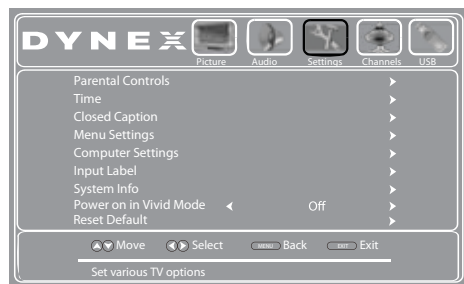 DYNEX
Picture Audio Settings Channels USB
Parental Controls
Time
Closed Caption
Menu Settings
Computer Settings
Input Label
System Info
Power on in Vivid Mode Off
Reset Default
Move Select MENU Back EXIT Exit
Set various TV options